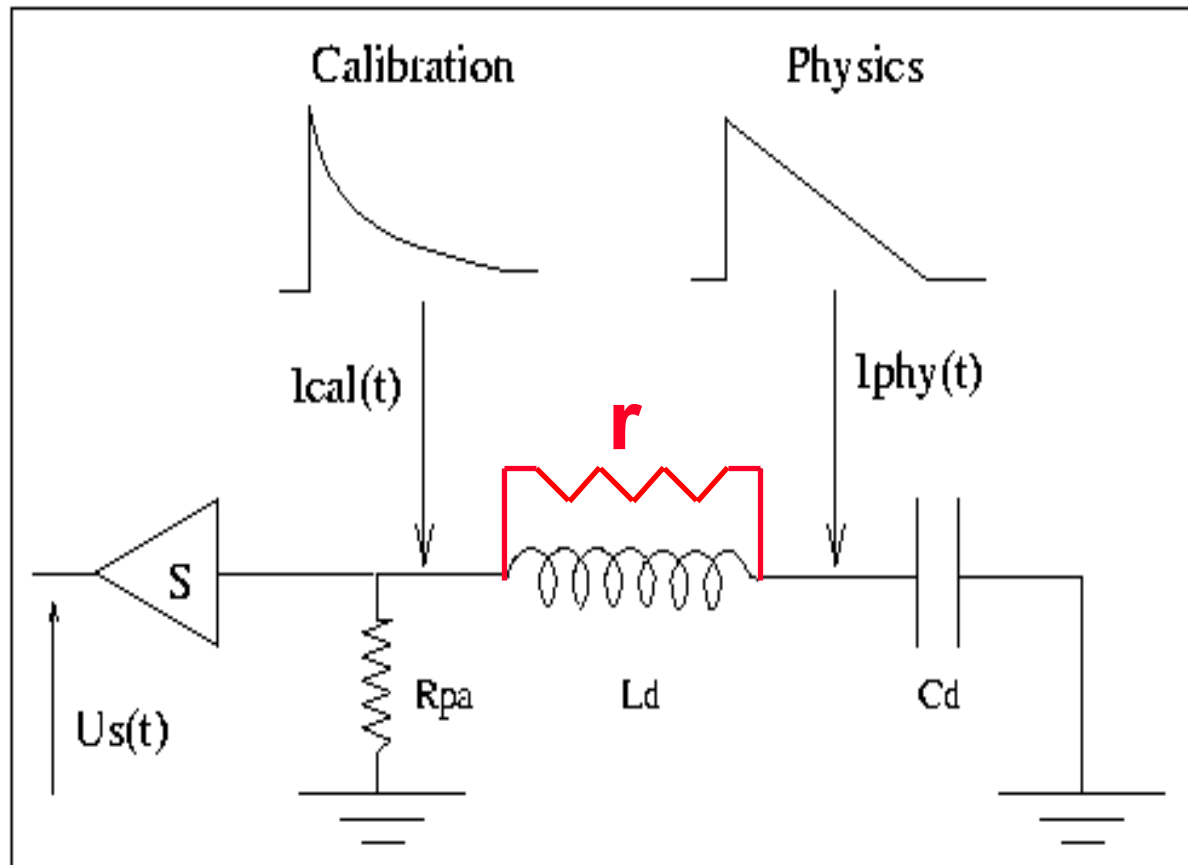 Calibration Physics
Ical(t)
Iphy(t)
r
S
Rpa Ld Cd
Us(t)